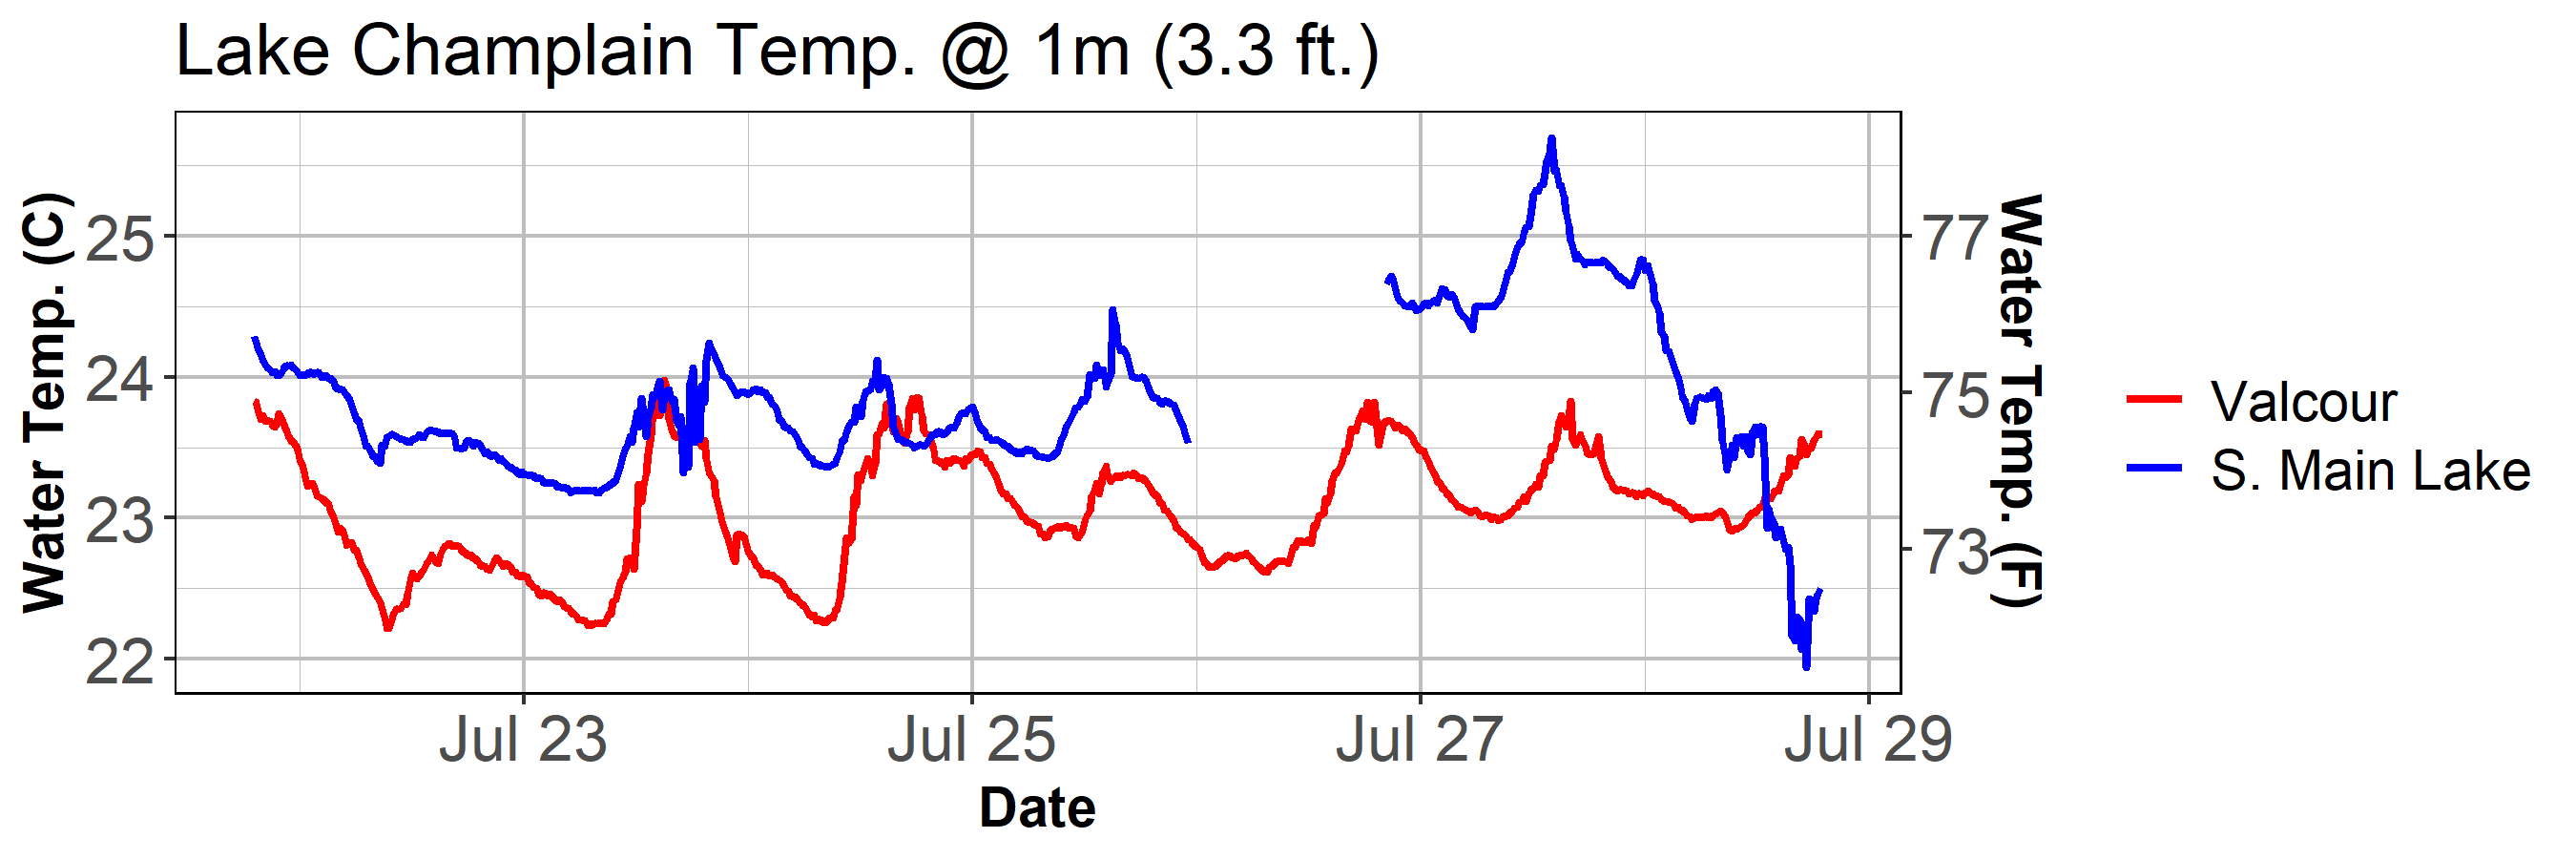 Lake Champlain Temp. @ 1m (3.3 ft.)
Water Temp. (C)
25
24
23
22
77
75
73
Water Temp. (F)
Jul 23
Jul 25
Jul 27
Jul 29
Date
Valcour
S. Main Lake